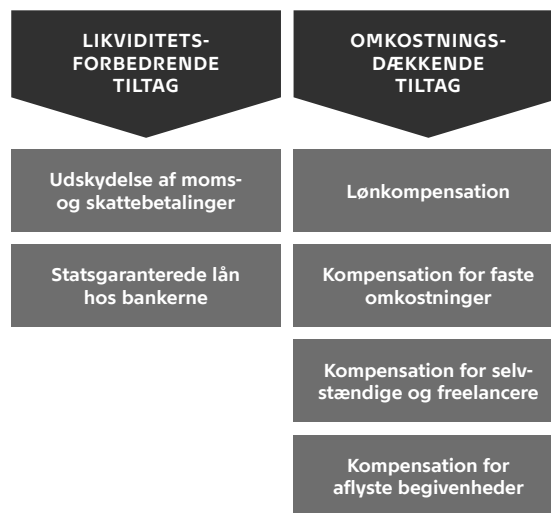 LIKVIDITETS-
FORBEDRENDE
TILTAG
Udskydelse af moms-
og skattebetalinger
Statsgaranterede lån
hos bankerne
OMKOSTNINGS-
DÆKKENDE
TILTAG
Lønkompensation
Kompensation for faste
omkostninger
Kompensation for selv-
stændige og freelancere
Kompensation for
aflyste begivenheder